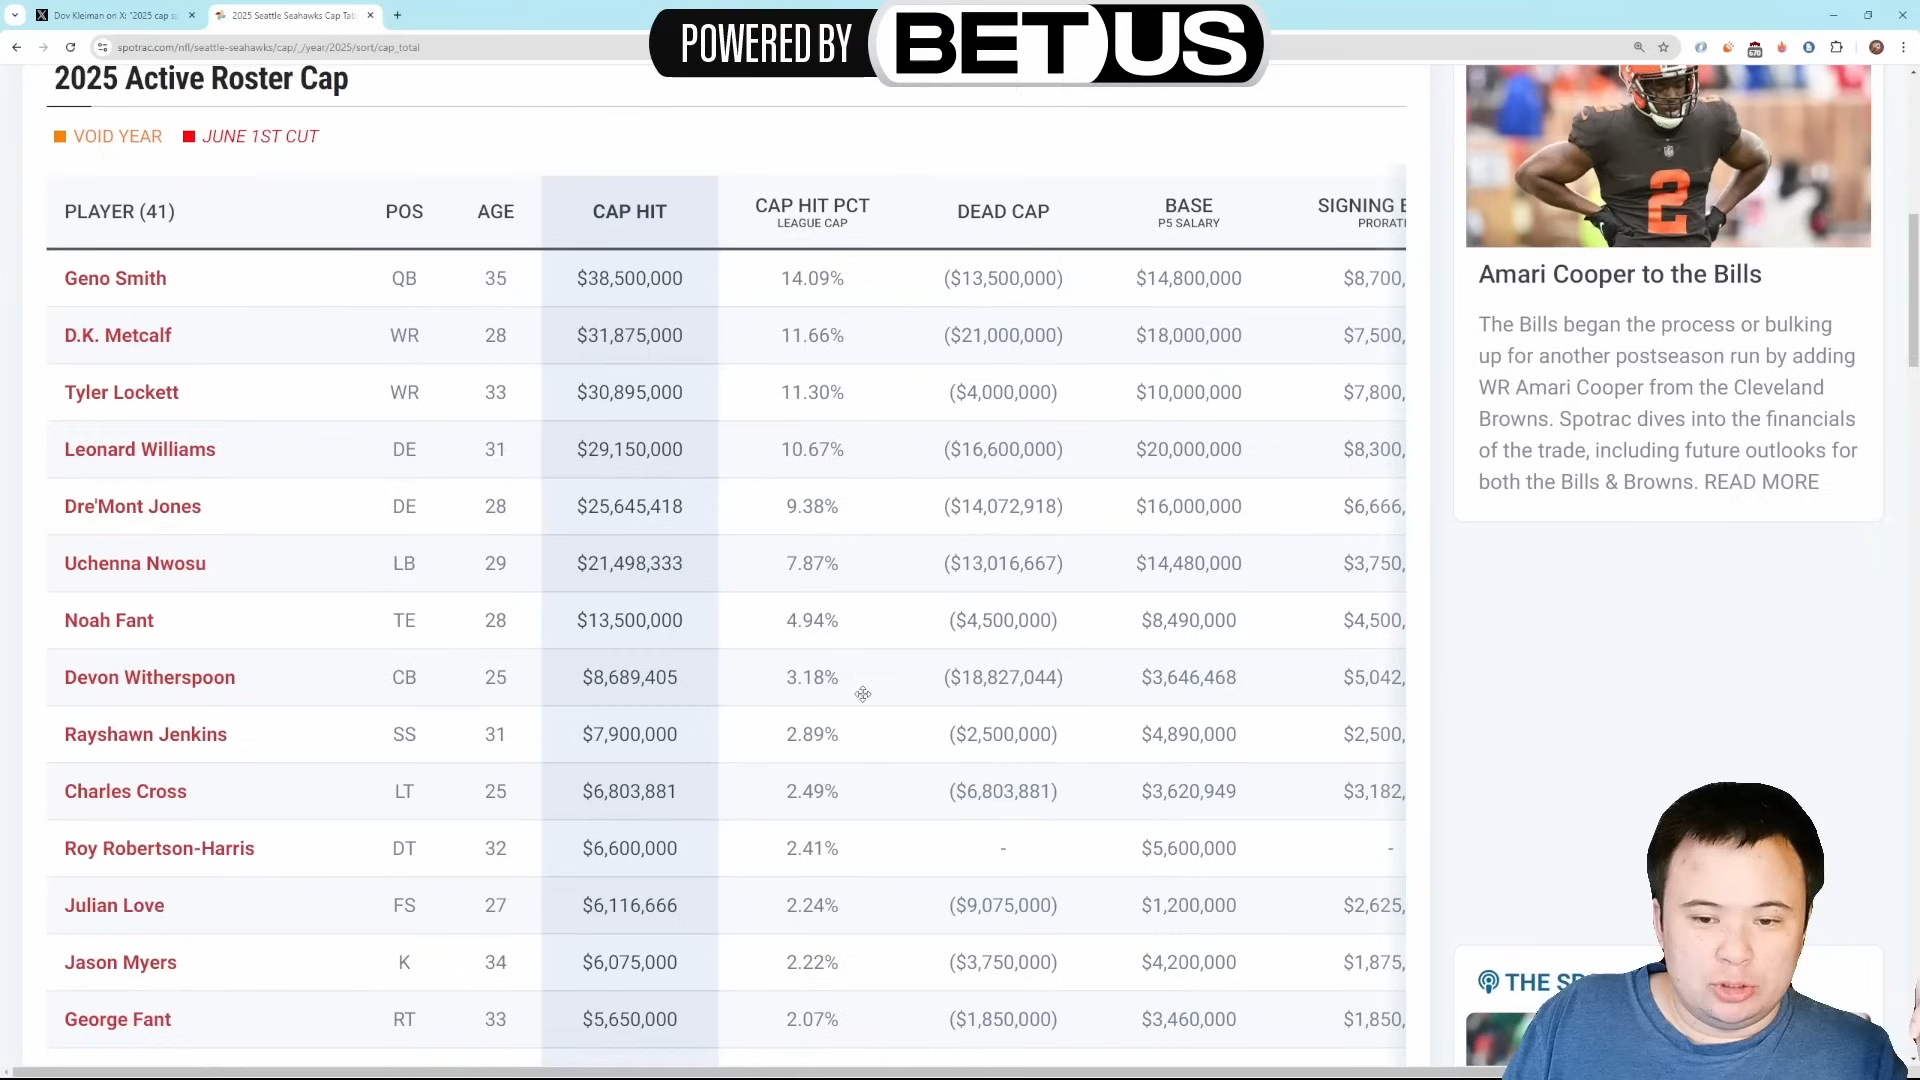 Dov Kleiman on X: "2025 cap s
2025 Seattle Seahawks Cap Tab
spotrac.com/nfl/seattle-seahawks/cap/_/year/2025/sort/cap_total
POWERED BY BETUS
2025 Active Roster Cap
VOID YEAR JUNE 1ST CUT
PLAYER (41) POS AGE CAP HIT CAP HIT PCT DEAD CAP BASE SIGNING B
LEAGUE CAP P5 SALARY PRORAT
Geno Smith QB 35 $38,500,000 14.09% ($13,500,000) $14,800,000 $8,700,
D.K. Metcalf WR 28 $31,875,000 11.66% ($21,000,000) $18,000,000 $7,500,
Tyler Lockett WR 33 $30,895,000 11.30% ($4,000,000) $10,000,000 $7,800,
Leonard Williams DE 31 $29,150,000 10.67% ($16,600,000) $20,000,000 $8,300,
Dre'Mont Jones DE 28 $25,645,418 9.38% ($14,072,918) $16,000,000 $6,666,
Uchenna Nwosu LB 29 $21,498,333 7.87% ($13,016,667) $14,480,000 $3,750,
Noah Fant TE 28 $13,500,000 4.94% ($4,500,000) $8,490,000 $4,500,
Devon Witherspoon CB 25 $8,689,405 3.18% ($18,827,044) $3,646,468 $5,042,
Rayshawn Jenkins SS 31 $7,900,000 2.89% ($2,500,000) $4,890,000 $2,500,
Charles Cross LT 25 $6,803,881 2.49% ($6,803,881) $3,620,949 $3,182,
Roy Robertson-Harris DT 32 $6,600,000 2.41% - $5,600,000 -
Julian Love FS 27 $6,116,666 2.24% ($9,075,000) $1,200,000 $2,625,
Jason Myers K 34 $6,075,000 2.22% ($3,750,000) $4,200,000 $1,875,
George Fant RT 33 $5,650,000 2.07% ($1,850,000) $3,460,000 $1,850,
2
Amari Cooper to the Bills
The Bills began the process or bulking
up for another postseason run by adding
WR Amari Cooper from the Cleveland
Browns. Spotrac dives into the financials
of the trade, including future outlooks for
both the Bills & Browns. READ MORE
THE SP